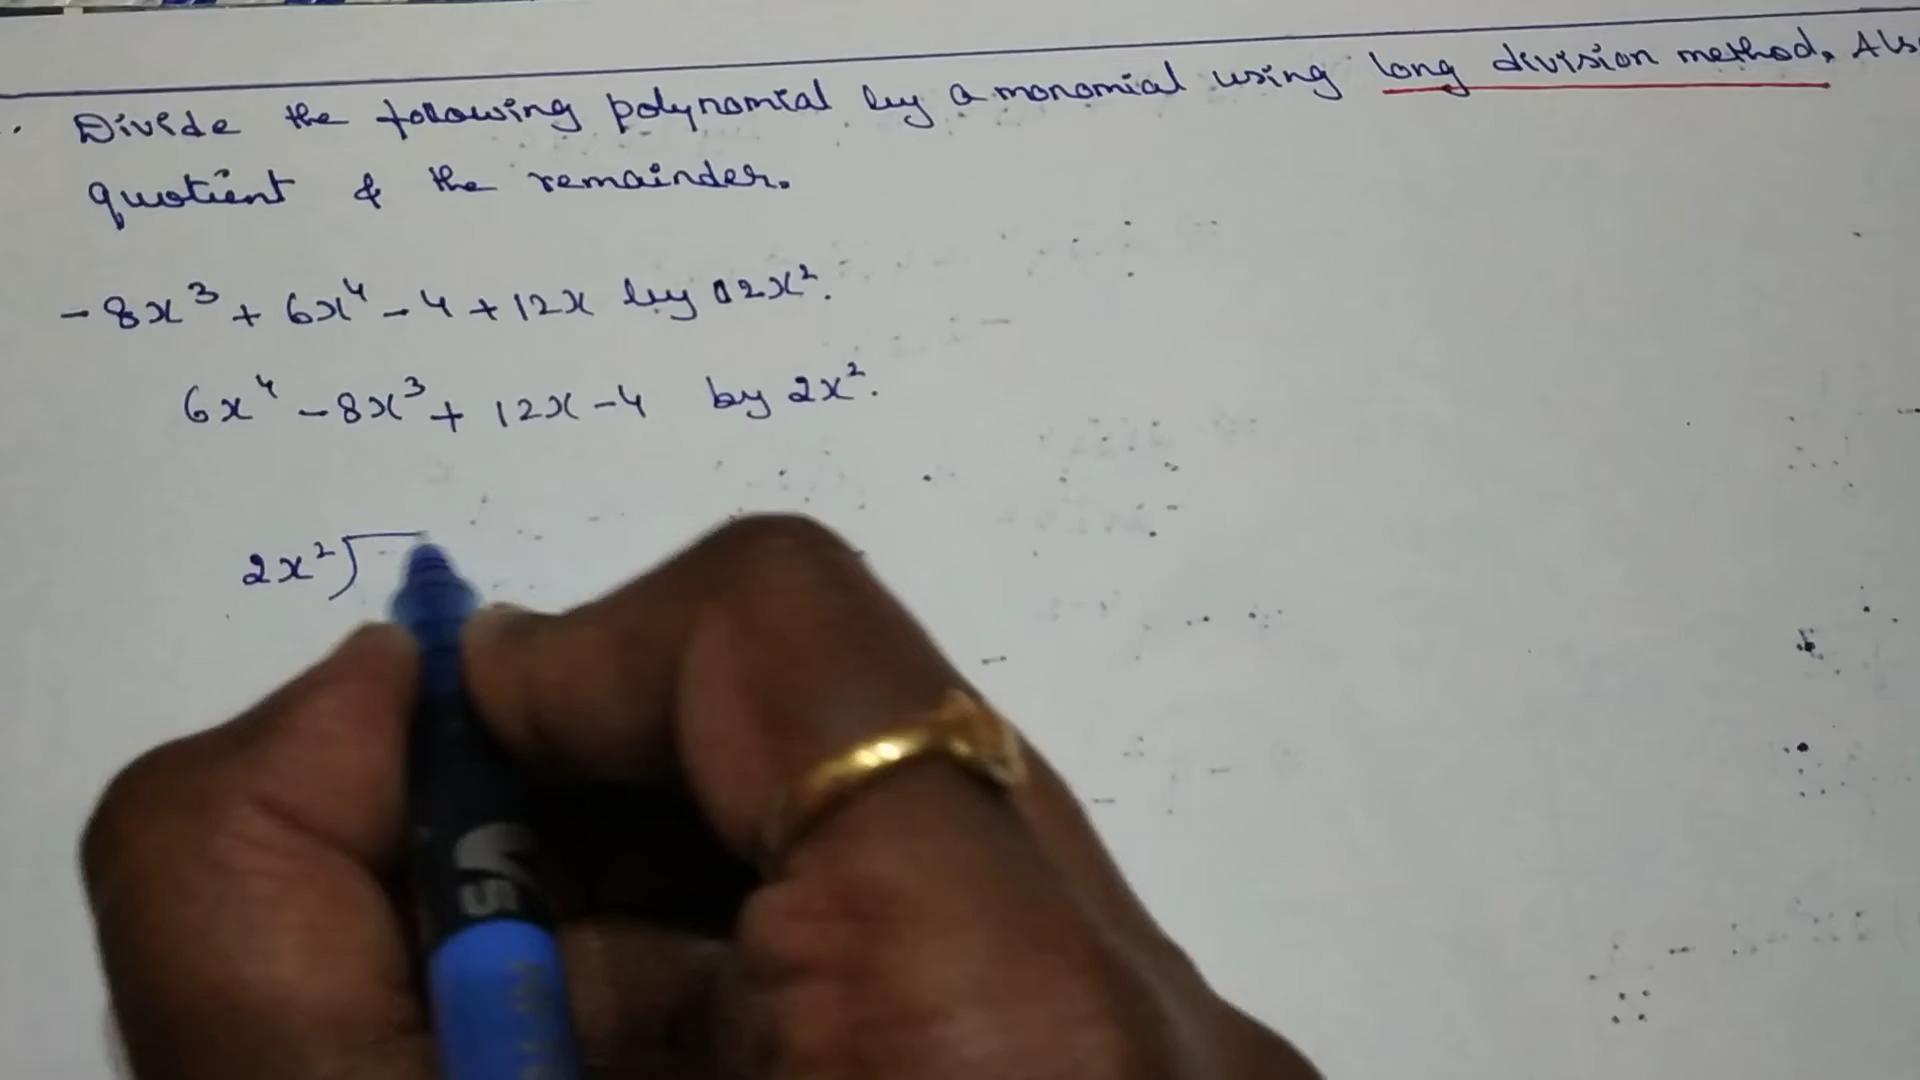 . Divide the following polynomial by a monomial using long division method. Als
quotient & the remainder.
-8x³ + 6x⁴ - 4 + 12x by 2x².
6x⁴ - 8x³ + 12x - 4 by 2x².
2x²)